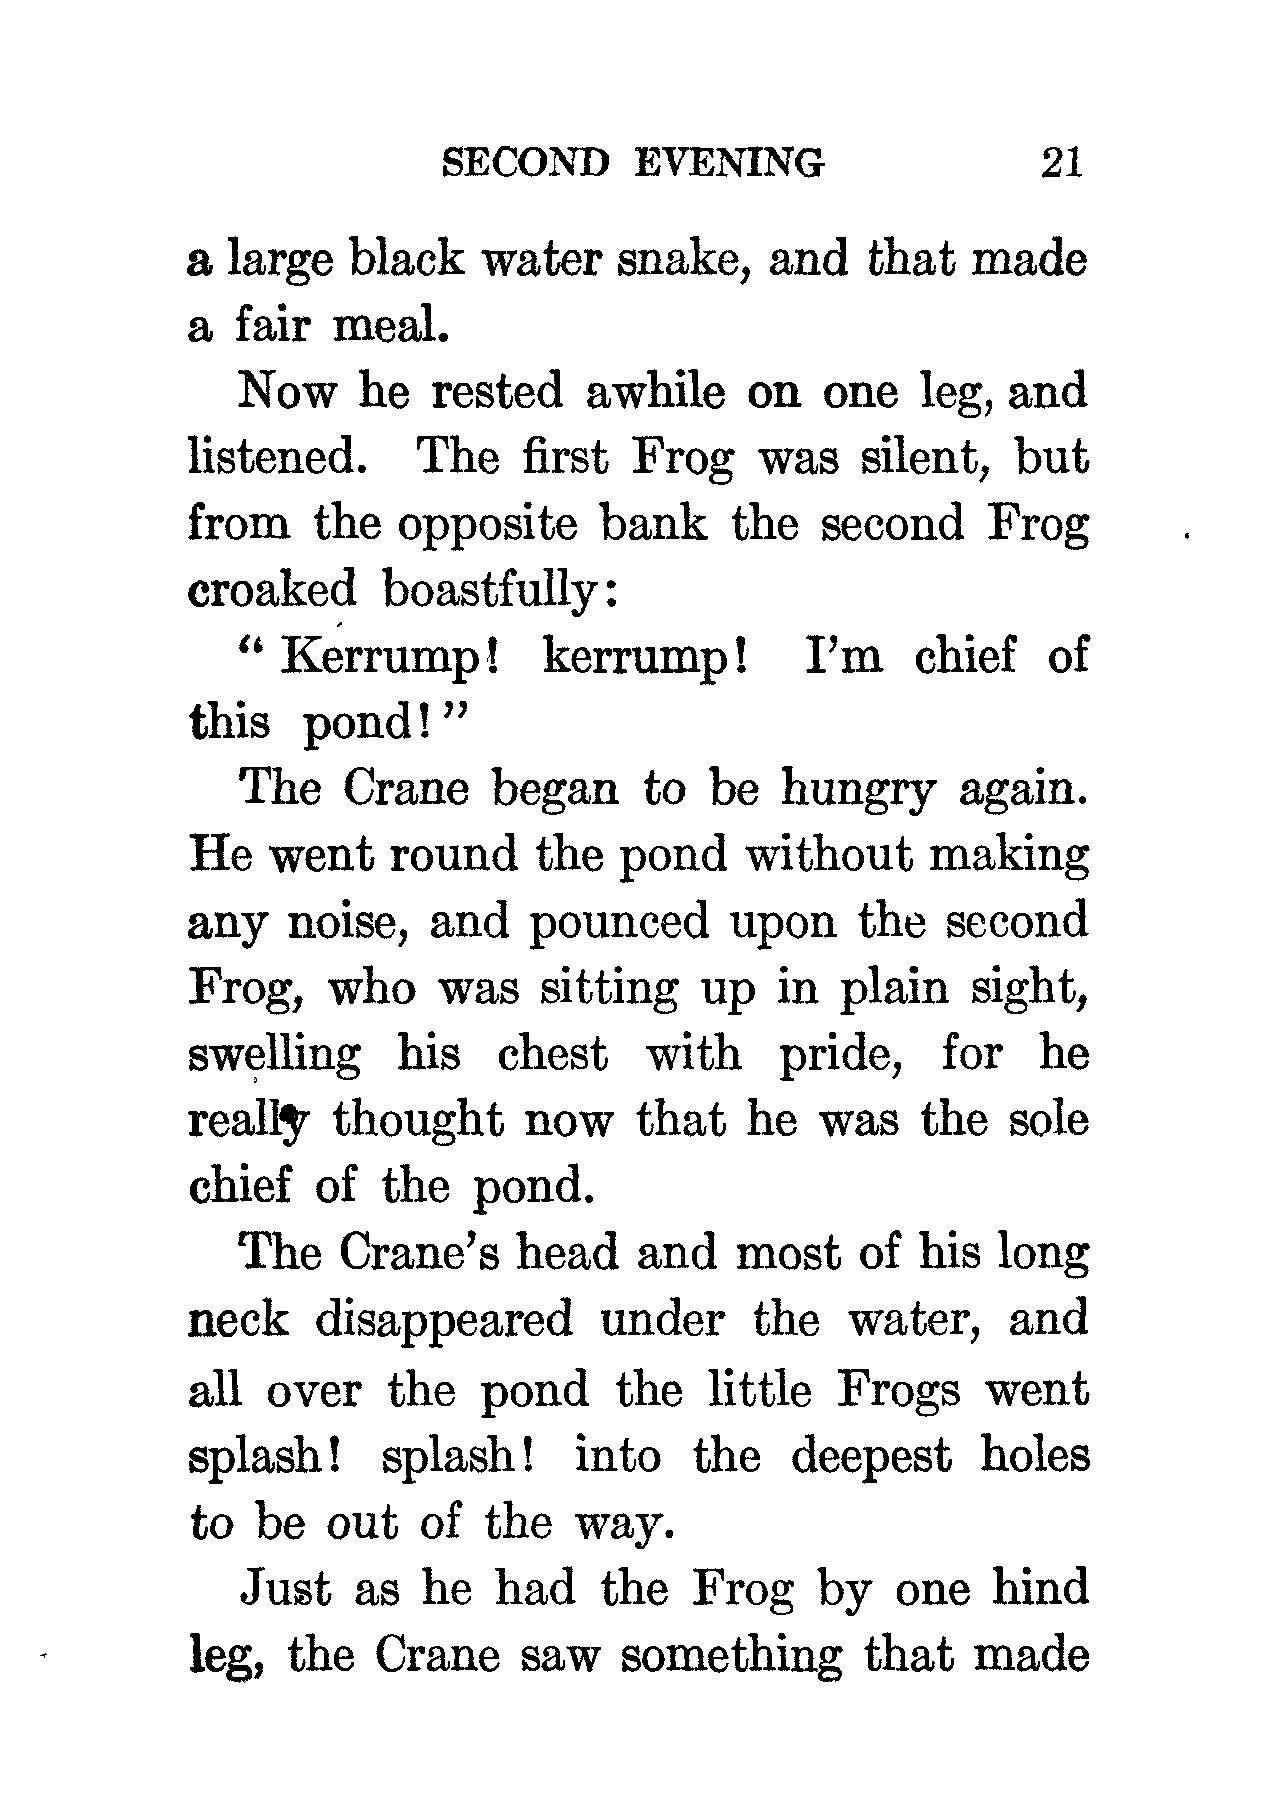 SECOND EVENING 21
a large black water snake, and that made
a fair meal.
Now he rested awhile on one leg, and
listened. The first Frog was silent, but
from the opposite bank the second Frog
croaked boastfully:
“ Kerrump! kerrump! I’m chief of
this pond! ”
The Crane began to be hungry again.
He went round the pond without making
any noise, and pounced upon the second
Frog, who was sitting up in plain sight,
swelling his chest with pride, for he
really thought now that he was the sole
chief of the pond.
The Crane’s head and most of his long
neck disappeared under the water, and
all over the pond the little Frogs went
splash! splash! into the deepest holes
to be out of the way.
Just as he had the Frog by one hind
leg, the Crane saw something that made